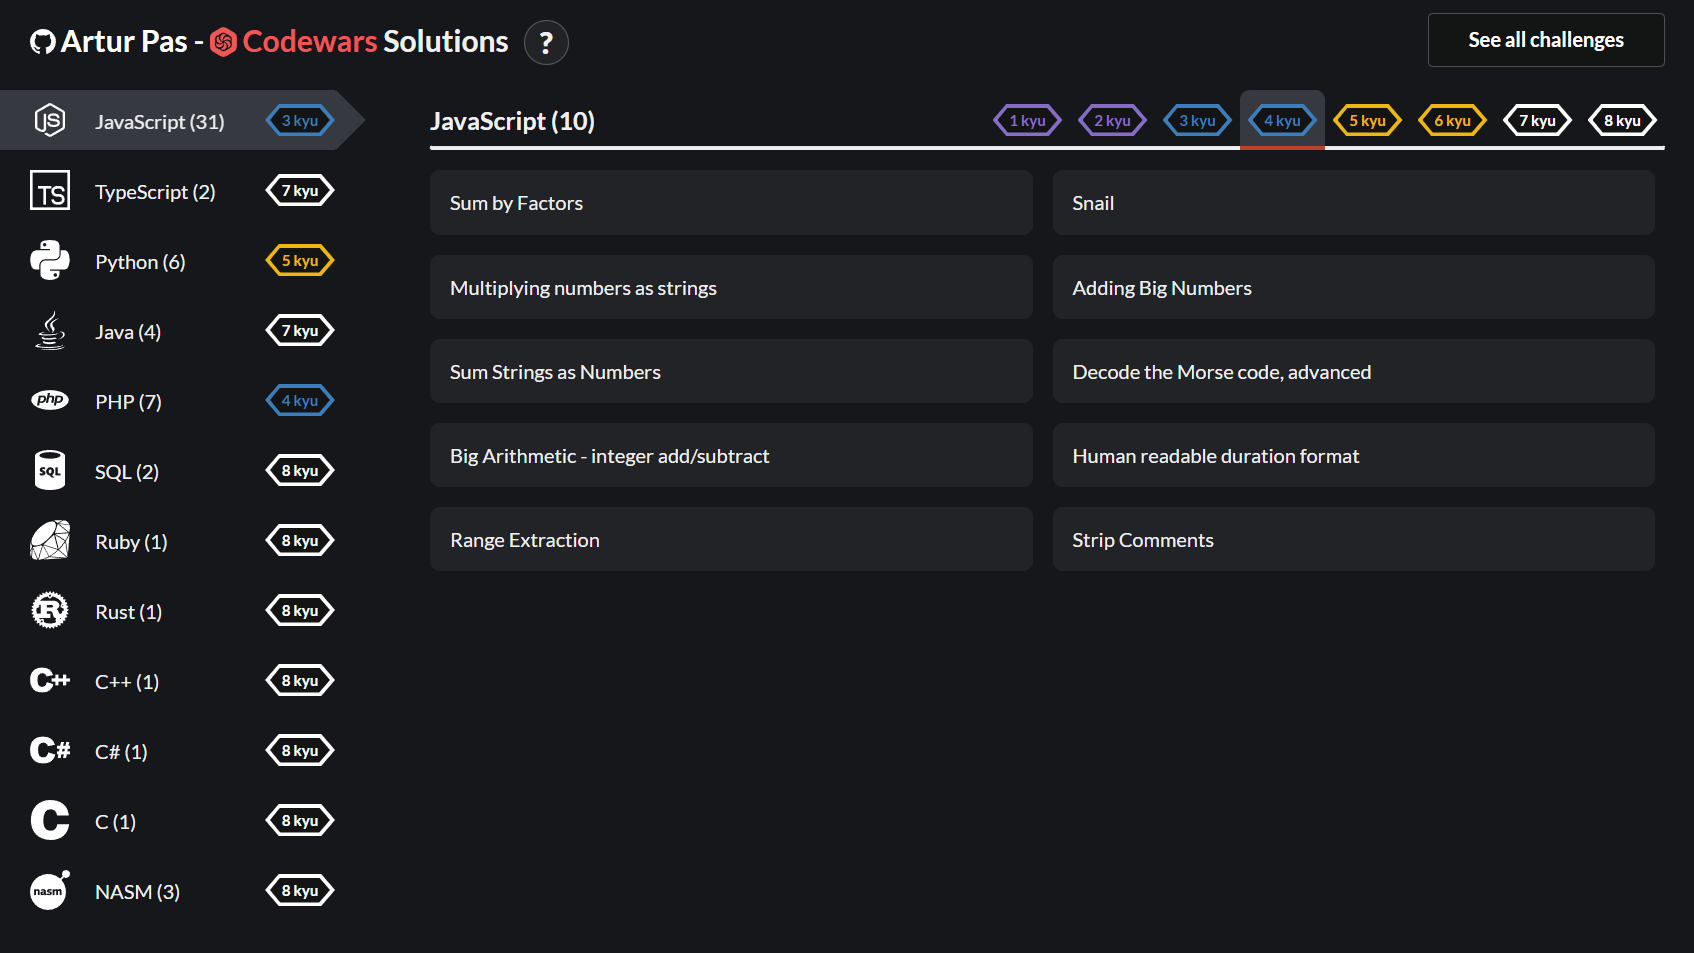 Artur Pas - Codewars Solutions ?
See all challenges
JS JavaScript (31) 3 kyu
TS TypeScript (2) 7 kyu
Python (6) 5 kyu
Java (4) 7 kyu
php PHP (7) 4 kyu
SQL SQL (2) 8 kyu
Ruby (1) 8 kyu
R Rust (1) 8 kyu
C++ C++ (1) 8 kyu
C# C# (1) 8 kyu
C C (1) 8 kyu
nasm NASM (3) 8 kyu
JavaScript (10) 1 kyu 2 kyu 3 kyu 4 kyu 5 kyu 6 kyu 7 kyu 8 kyu
Sum by Factors
Snail
Multiplying numbers as strings
Adding Big Numbers
Sum Strings as Numbers
Decode the Morse code, advanced
Big Arithmetic - integer add/subtract
Human readable duration format
Range Extraction
Strip Comments